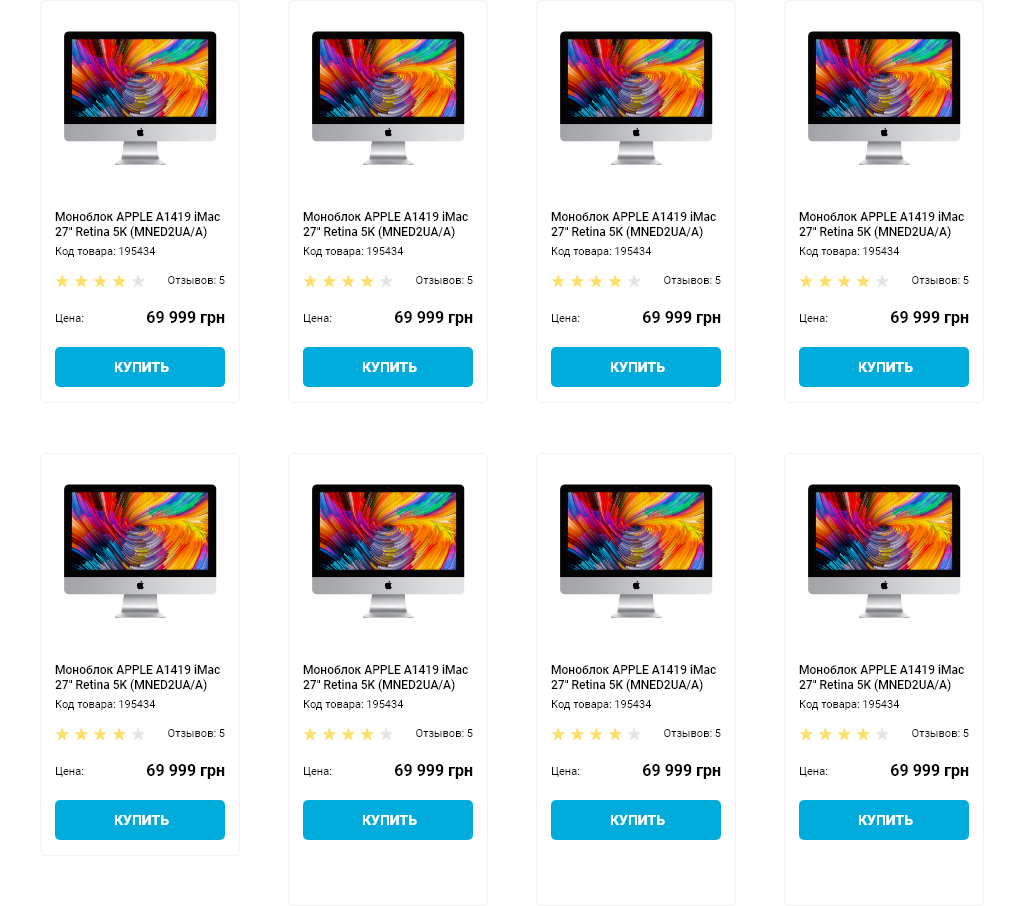 Моноблок APPLE A1419 iMac
27" Retina 5K (MNED2UA/A)
Код товара: 195434
Отзывов: 5
Цена: 69 999 грн
КУПИТЬ
Моноблок APPLE A1419 iMac
27" Retina 5K (MNED2UA/A)
Код товара: 195434
Отзывов: 5
Цена: 69 999 грн
КУПИТЬ
Моноблок APPLE A1419 iMac
27" Retina 5K (MNED2UA/A)
Код товара: 195434
Отзывов: 5
Цена: 69 999 грн
КУПИТЬ
Моноблок APPLE A1419 iMac
27" Retina 5K (MNED2UA/A)
Код товара: 195434
Отзывов: 5
Цена: 69 999 грн
КУПИТЬ
Моноблок APPLE A1419 iMac
27" Retina 5K (MNED2UA/A)
Код товара: 195434
Отзывов: 5
Цена: 69 999 грн
КУПИТЬ
Моноблок APPLE A1419 iMac
27" Retina 5K (MNED2UA/A)
Код товара: 195434
Отзывов: 5
Цена: 69 999 грн
КУПИТЬ
Моноблок APPLE A1419 iMac
27" Retina 5K (MNED2UA/A)
Код товара: 195434
Отзывов: 5
Цена: 69 999 грн
КУПИТЬ
Моноблок APPLE A1419 iMac
27" Retina 5K (MNED2UA/A)
Код товара: 195434
Отзывов: 5
Цена: 69 999 грн
КУПИТЬ